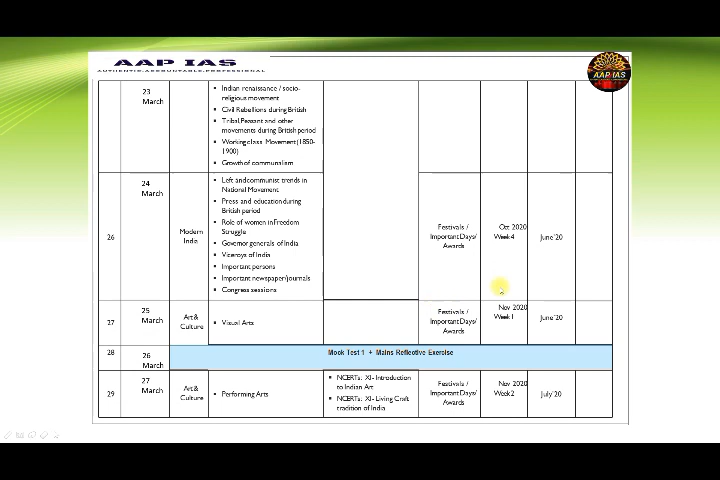 AAP IAS
AUTHENTIC.ACCOUNTABLE.PROFESSIONAL
AAP IAS
23
March
▪ Indian renaissance / socio-
religious movement
▪ Civil Rebellions during British
▪ Tribal, Peasant and other
movements during British period
▪ Working class Movement (1850-
1900)
▪ Growth of communalism
26
24
March
Modern
India
▪ Left and communist trends in
National Movement
▪ Press and education during
British period
▪ Role of women in Freedom
Struggle
▪ Governor generals of India
▪ Viceroys of India
▪ Important persons
▪ Important newspaper/journals
▪ Congress sessions
Festivals /
Important Days/
Awards
Oct 2020
Week 4
June'20
27
25
March
Art &
Culture
▪ Visual Arts
Festivals /
Important Days/
Awards
Nov 2020
Week 1
June'20
28
26
March
Mock Test 1 + Mains Reflective Exercise
29
27
March
Art &
Culture
▪ Performing Arts
▪ NCERTs: XI- Introduction
to Indian Art
▪ NCERTs: XI- Living Craft
tradition of India
Festivals /
Important Days/
Awards
Nov 2020
Week 2
July'20